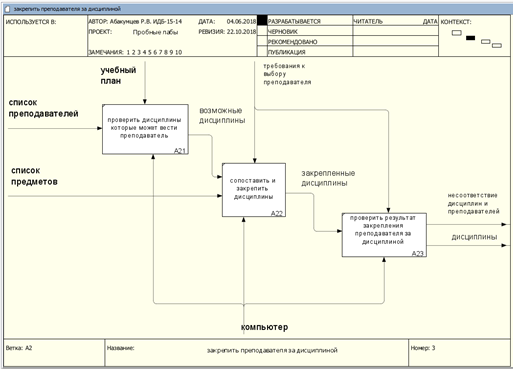 закрепить преподавателя за дисциплиной
ИСПОЛЬЗУЕТСЯ В:
АВТОР: Абакумцев Р.В. ИДБ-15-14
ДАТА: 04.06.2018
РАЗРАБАТЫВАЕТСЯ
ЧИТАТЕЛЬ
ДАТА
КОНТЕКСТ:
ПРОЕКТ: Пробные лабы
РЕВИЗИЯ: 22.10.2018
ЧЕРНОВИК
РЕКОМЕНДОВАНО
ЗАМЕЧАНИЯ: 1 2 3 4 5 6 7 8 9 10
ПУБЛИКАЦИЯ
учебный
план
требования к
выбору
преподавателя
список
преподавателей
проверить дисциплины
которые может вести
преподаватель
A21
возможные
дисциплины
список
предметов
сопоставить и
закрепить
дисциплины
A22
закрепленные
дисциплины
проверить результат
закрепления
преподавателя за
дисциплиной
A23
несоответствие
дисциплин и
преподавателей
дисциплины
компьютер
Ветка: A2
Название:
закрепить преподавателя за дисциплиной
Номер: 3